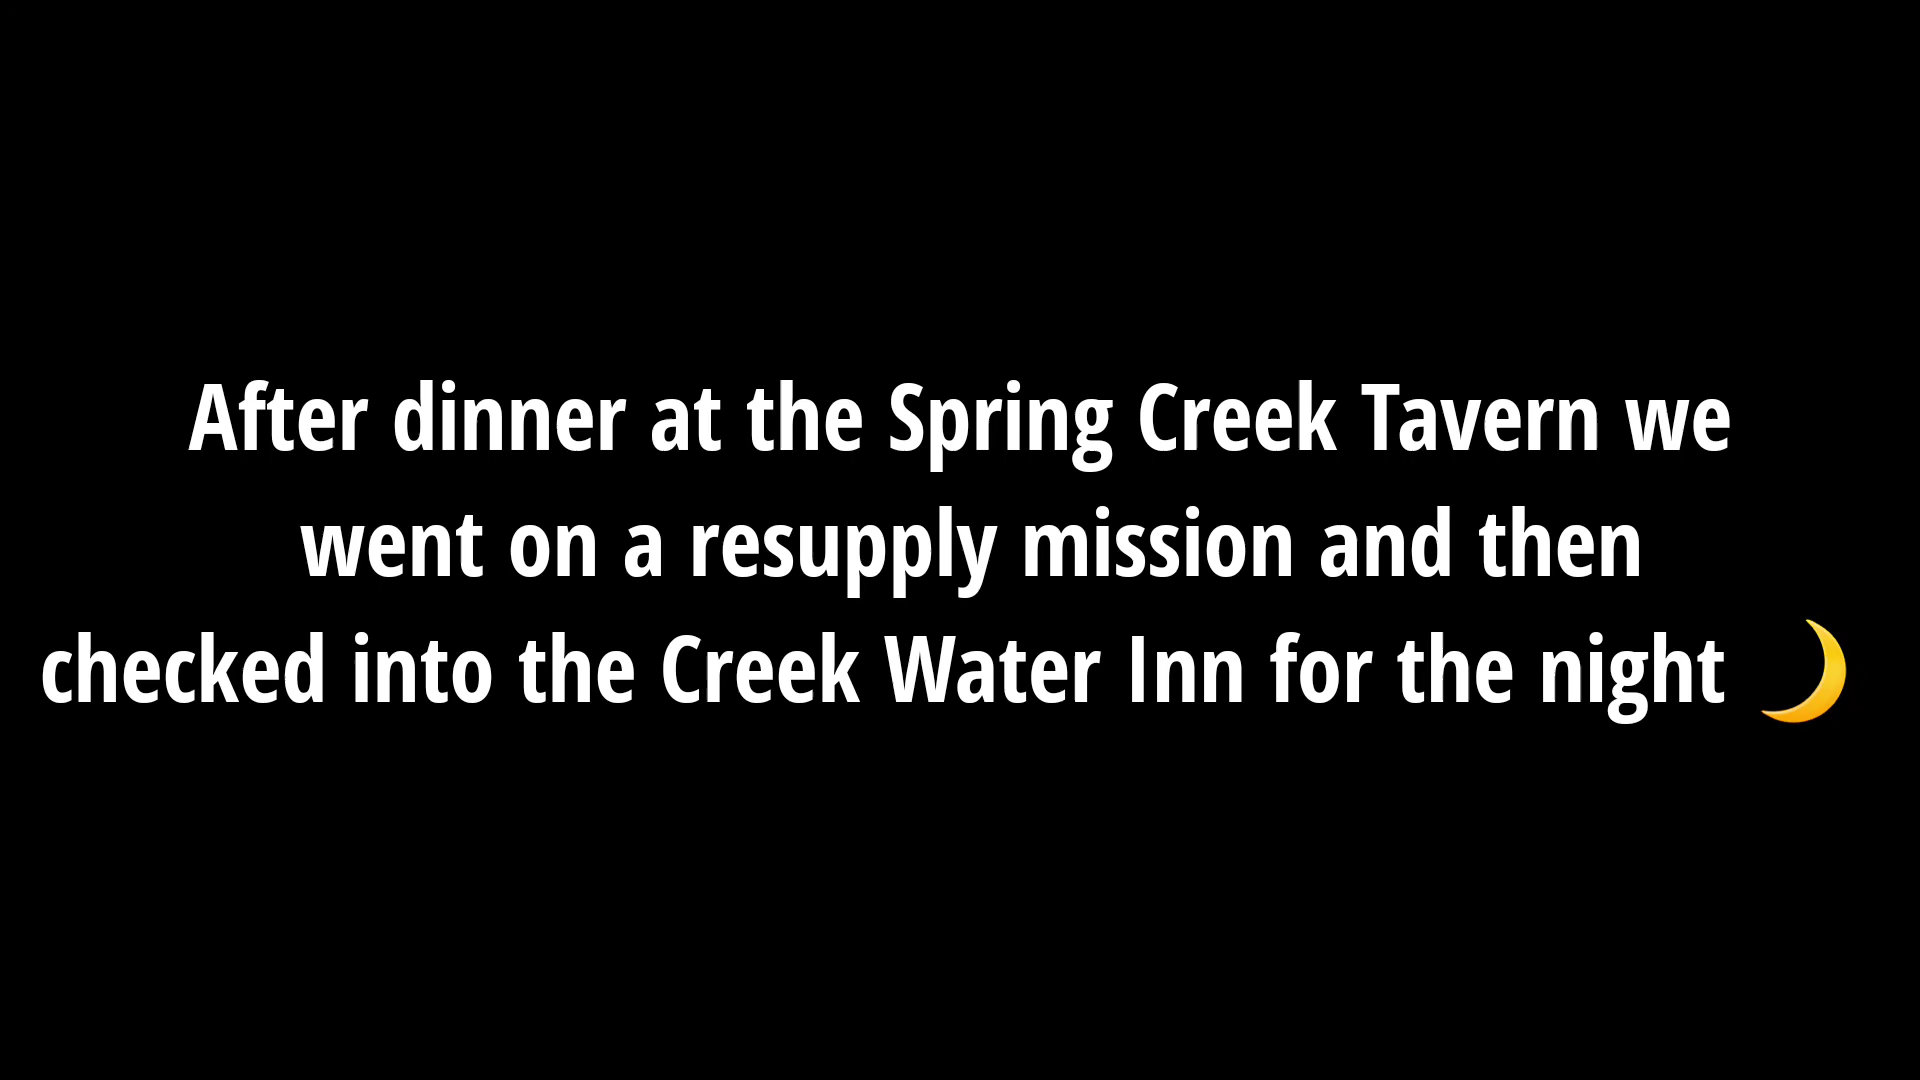 After dinner at the Spring Creek Tavern we
went on a resupply mission and then
checked into the Creek Water Inn for the night 🌙